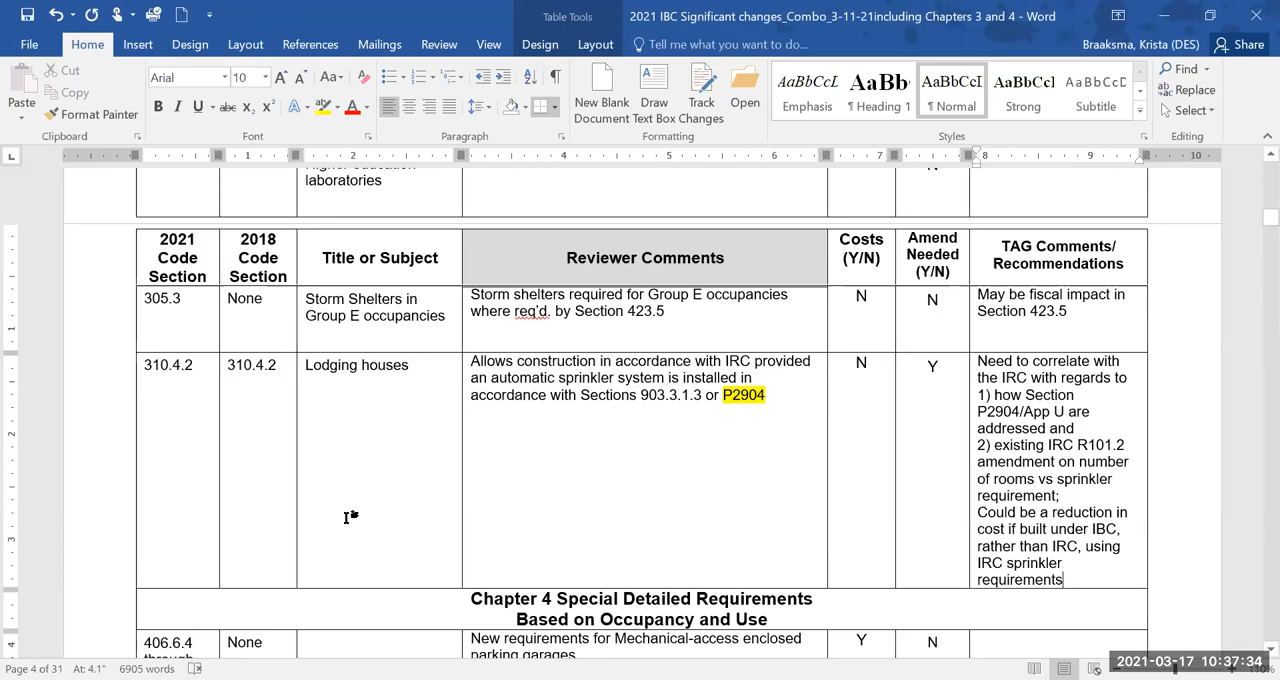 Table Tools
2021 IBC Significant changes_Combo_3-11-21including Chapters 3 and 4 - Word
File Home Insert Design Layout References Mailings Review View Design Layout Tell me what you want to do...
Braaksma, Krista (DES) Share
Paste
Cut
Copy
Format Painter
Arial 10
Clipboard
Font
Paragraph
New Blank Document
Draw Text Box
Track Changes
Open
Formatting
AaBbCcL Emphasis
AaBb ¶ Heading 1
AaBbCcI ¶ Normal
AaBbCcI Strong
AaBbCcD Subtitle
Styles
Find
Replace
Select
Editing
laboratories
2021 Code Section
2018 Code Section
Title or Subject
Reviewer Comments
Costs (Y/N)
Amend Needed (Y/N)
TAG Comments/ Recommendations
305.3
None
Storm Shelters in
Group E occupancies
Storm shelters required for Group E occupancies
where req'd. by Section 423.5
N
N
May be fiscal impact in
Section 423.5
310.4.2
310.4.2
Lodging houses
Allows construction in accordance with IRC provided
an automatic sprinkler system is installed in
accordance with Sections 903.3.1.3 or P2904
N
Y
Need to correlate with
the IRC with regards to
1) how Section
P2904/App U are
addressed and
2) existing IRC R101.2
amendment on number
of rooms vs sprinkler
requirement;
Could be a reduction in
cost if built under IBC,
rather than IRC, using
IRC sprinkler
requirements
Chapter 4 Special Detailed Requirements
Based on Occupancy and Use
406.6.4
through
None
New requirements for Mechanical-access enclosed
parking garages
Y
N
Page 4 of 31 At: 4.1" 6905 words
2021-03-17 10:37:34
110%